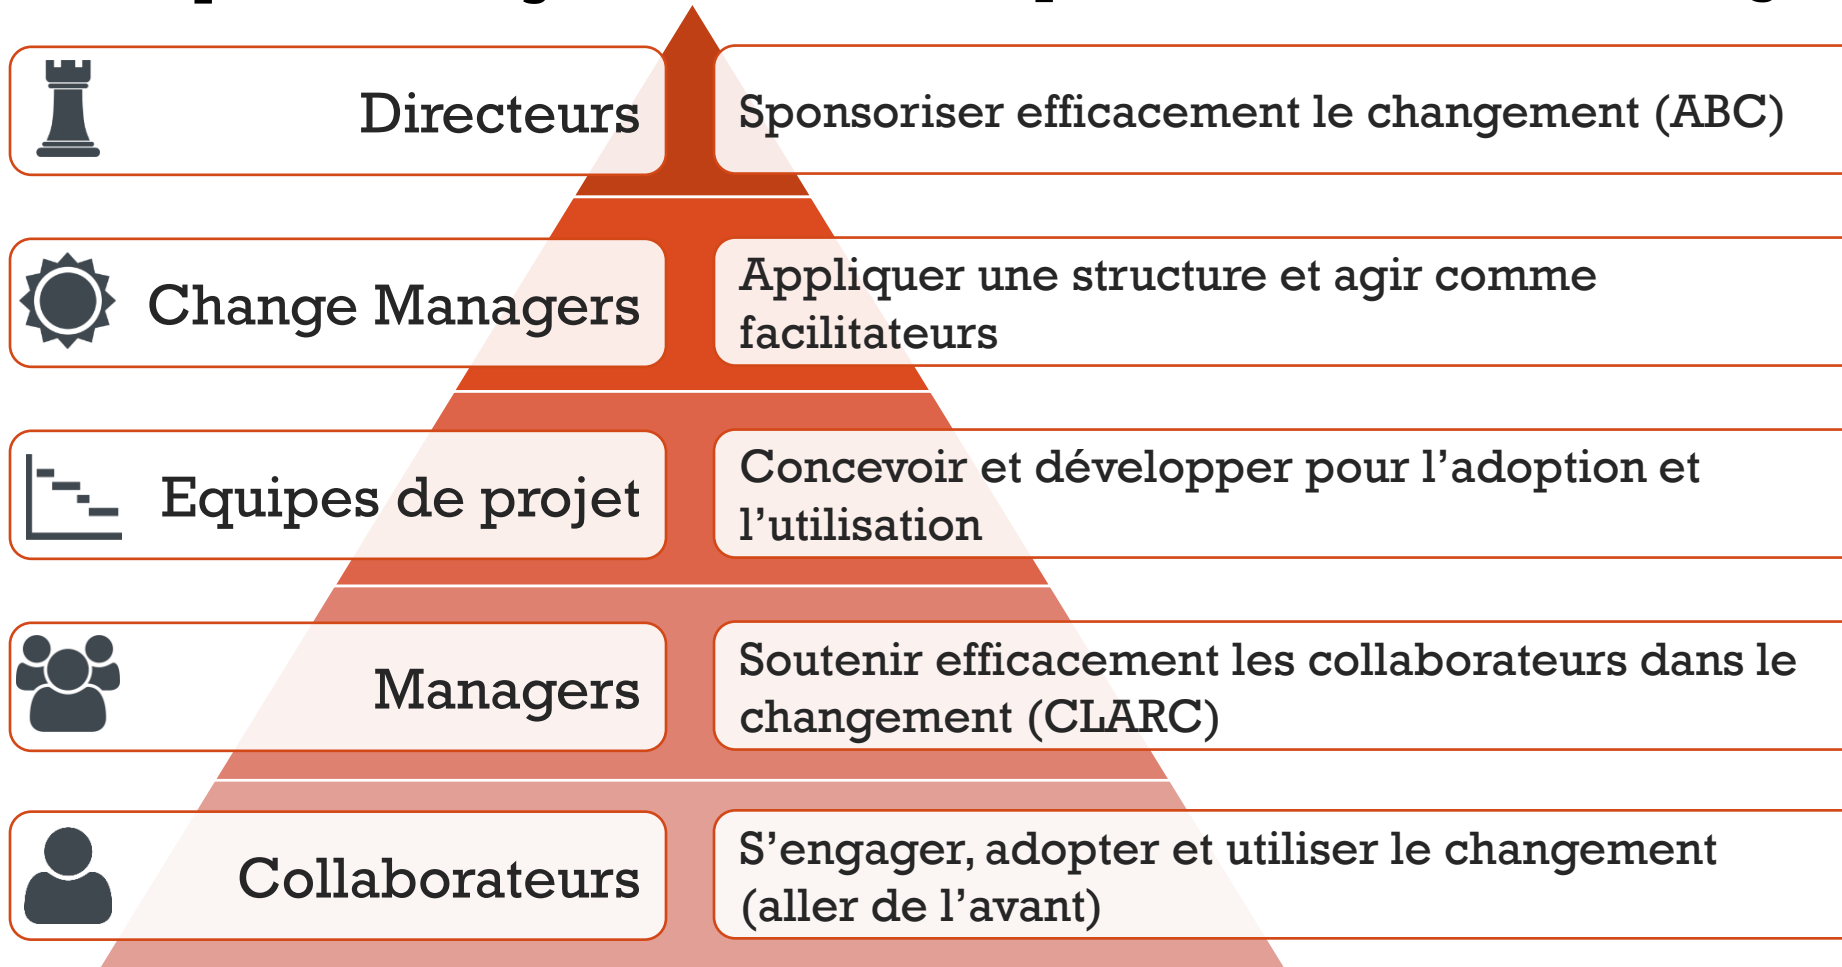 Directeurs
Sponsoriser efficacement le changement (ABC)
Change Managers
Appliquer une structure et agir comme
facilitateurs
Equipes de projet
Concevoir et développer pour l’adoption et
l’utilisation
Managers
Soutenir efficacement les collaborateurs dans le
changement (CLARC)
Collaborateurs
S’engager, adopter et utiliser le changement
(aller de l’avant)